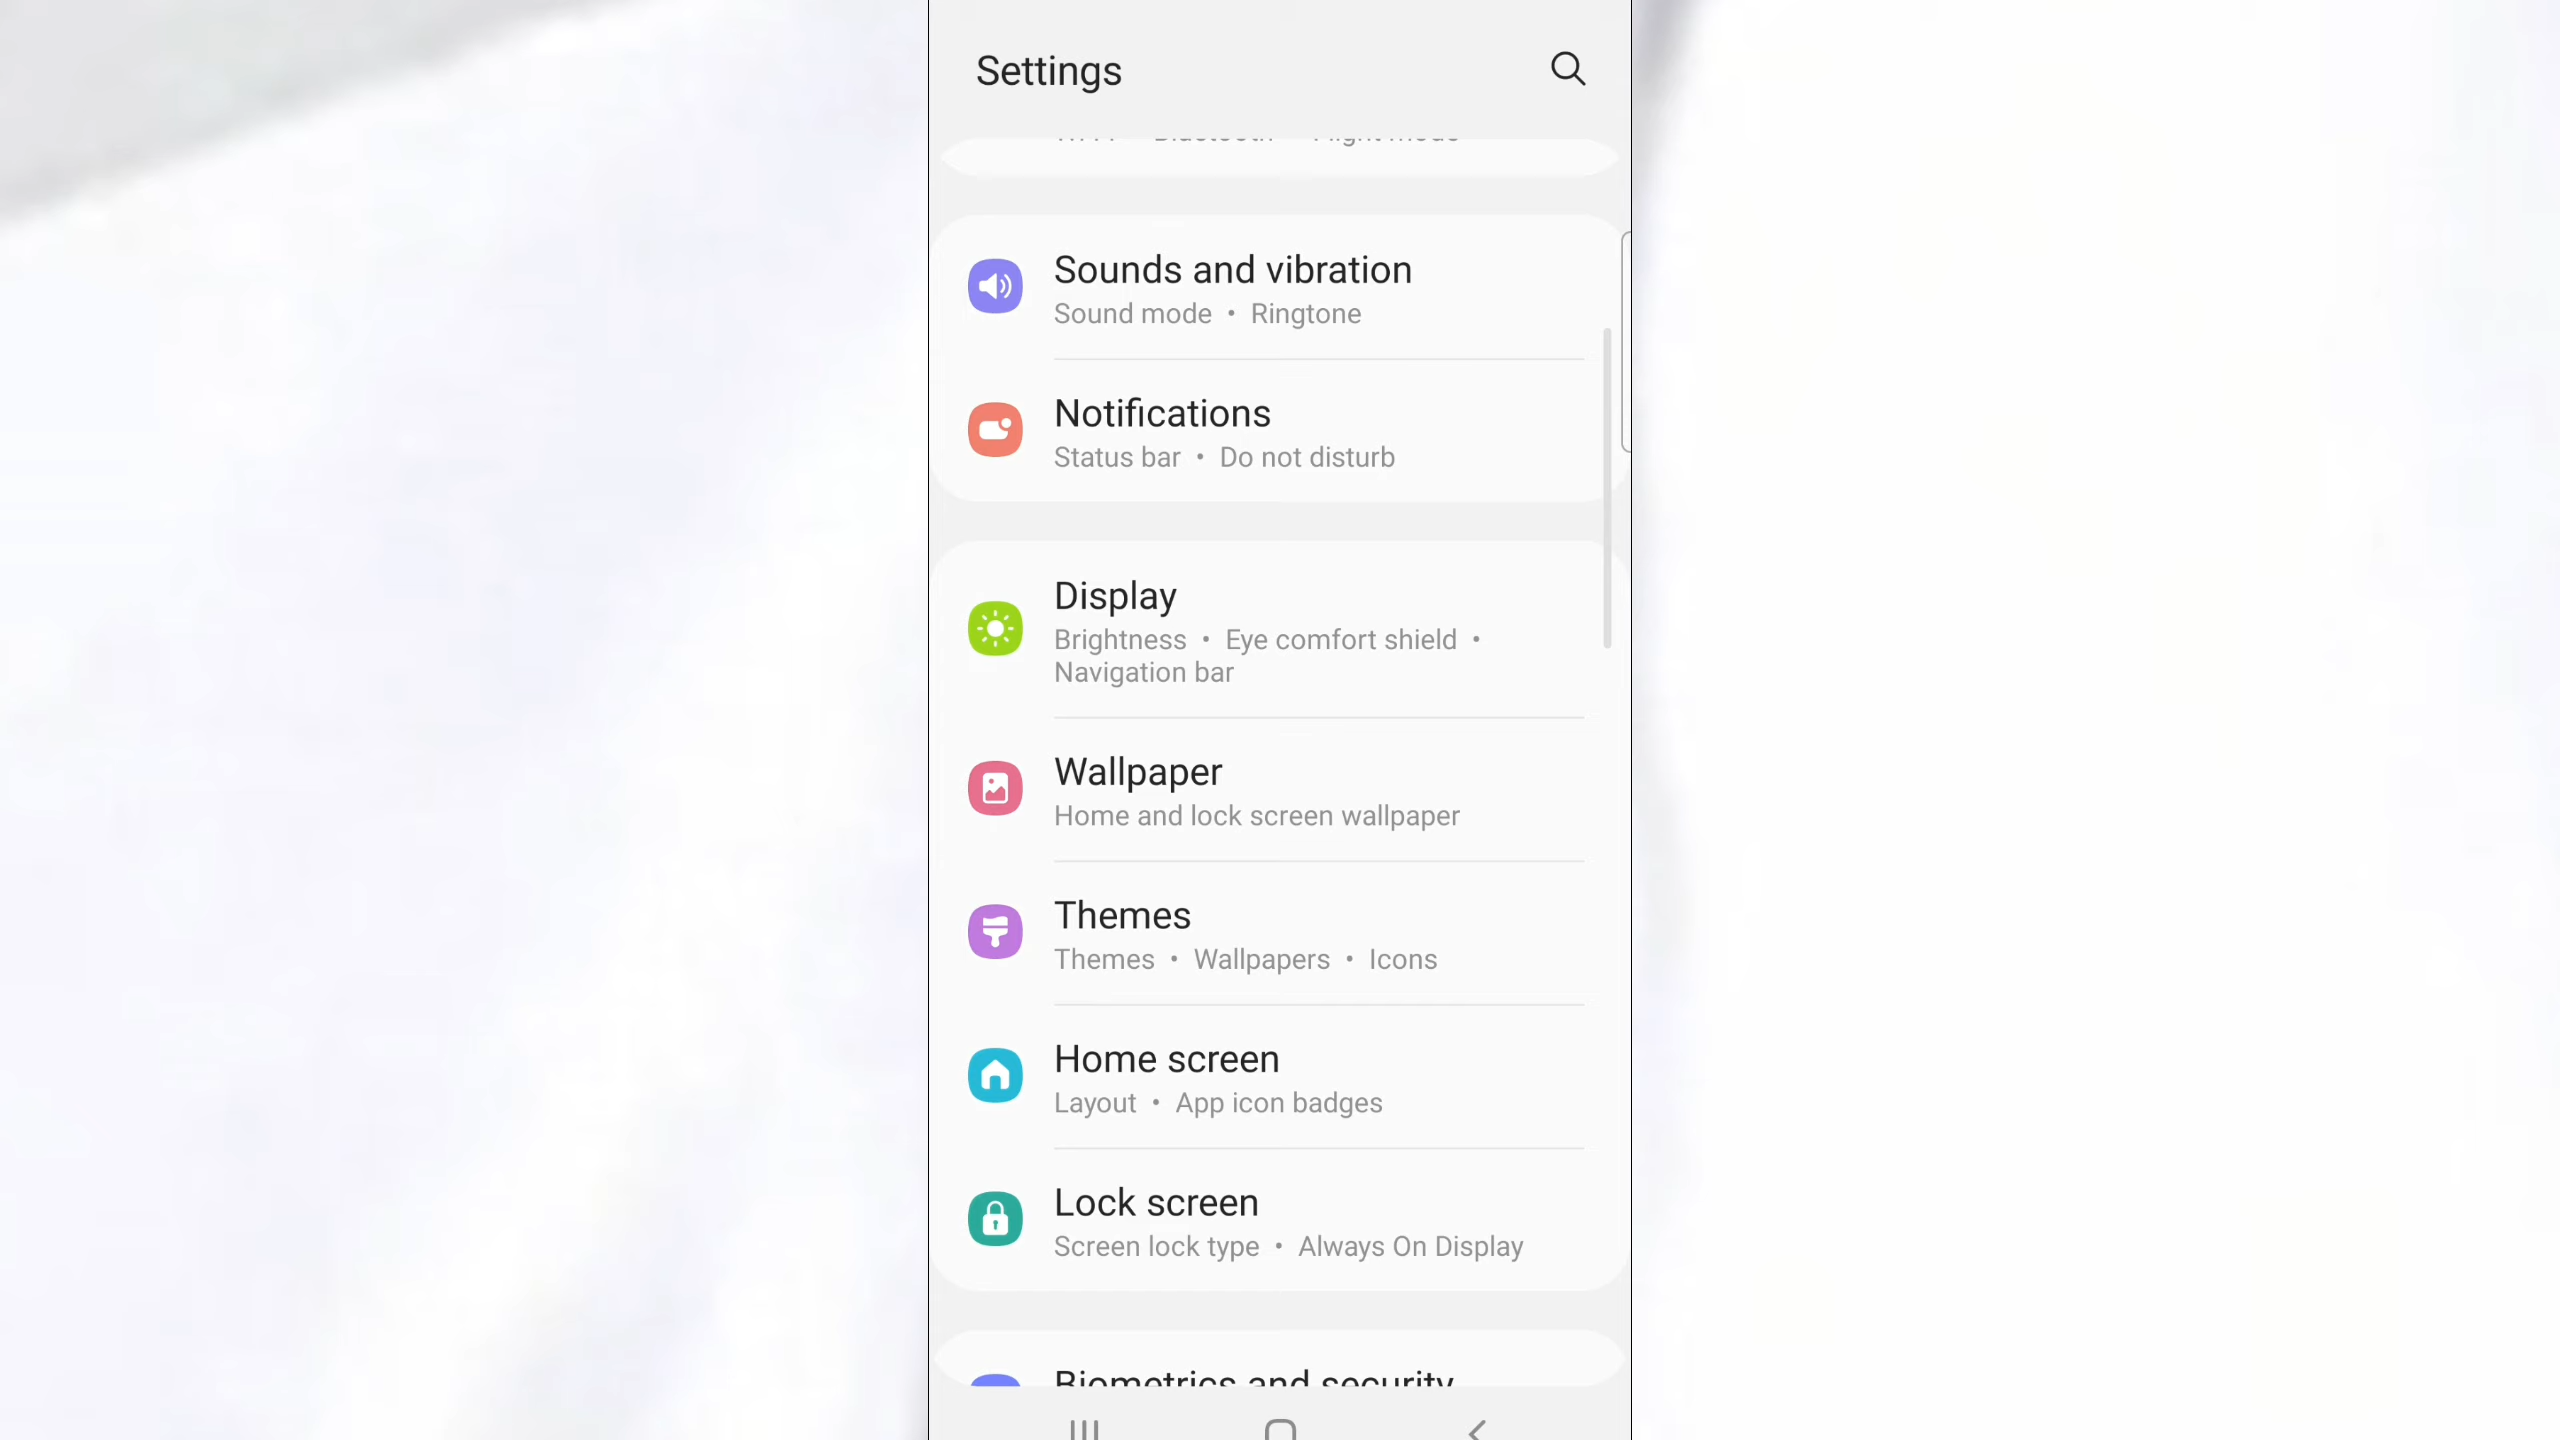 Settings
Sounds and vibration
Sound mode • Ringtone
Notifications
Status bar • Do not disturb
Display
Brightness • Eye comfort shield •
Navigation bar
Wallpaper
Home and lock screen wallpaper
Themes
Themes • Wallpapers • Icons
Home screen
Layout • App icon badges
Lock screen
Screen lock type • Always On Display
Biometrics and security